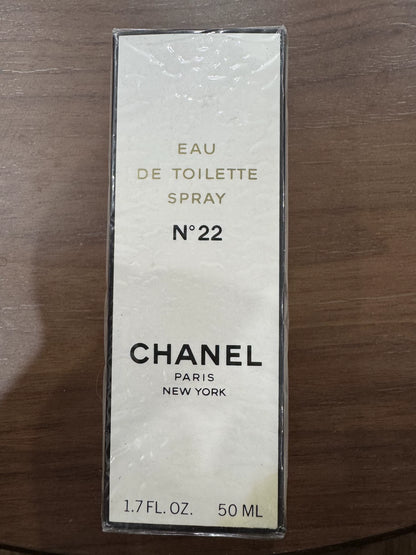 EAU
DE TOILETTE
SPRAY
N°22
CHANEL
PARIS
NEW YORK
1.7 FL. OZ. 50 ML